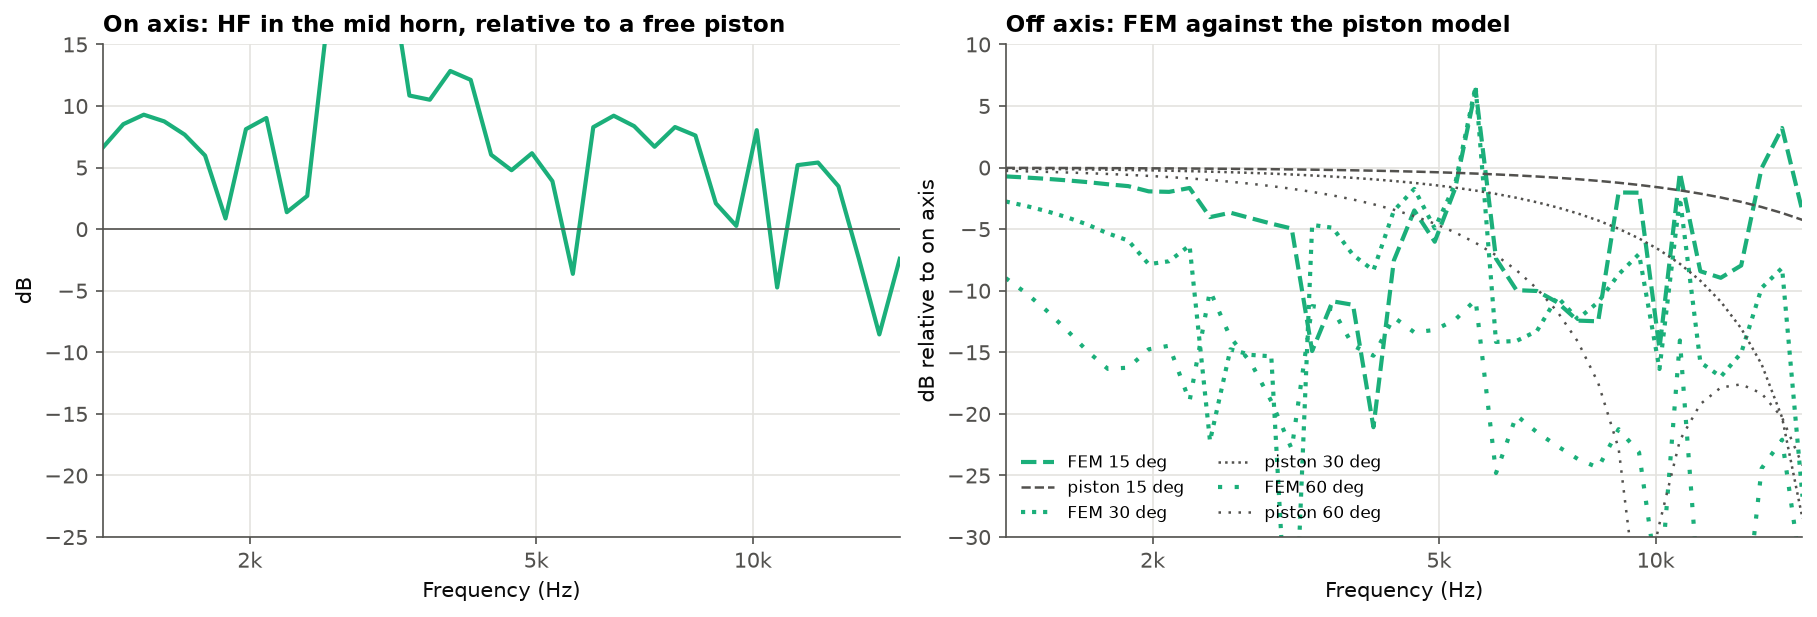 On axis: HF in the mid horn, relative to a free piston
15
10
5
0
−5
−10
−15
−20
−25
dB
2k
5k
10k
Frequency (Hz)
Off axis: FEM against the piston model
10
5
0
−5
−10
−15
−20
−25
−30
dB relative to on axis
FEM 15 deg
piston 15 deg
FEM 30 deg
piston 30 deg
FEM 60 deg
piston 60 deg
2k
5k
10k
Frequency (Hz)